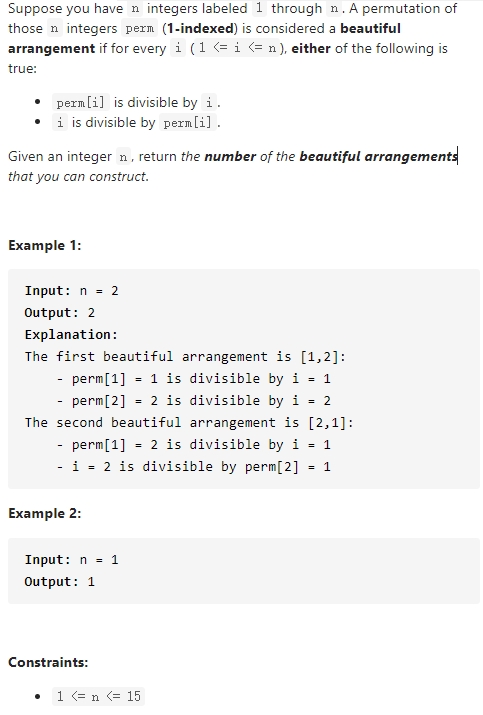 Suppose you have n integers labeled 1 through n. A permutation of
those n integers perm (1-indexed) is considered a beautiful
arrangement if for every i (1 <= i <= n), either of the following is
true:
• perm[i] is divisible by i.
• i is divisible by perm[i].
Given an integer n, return the number of the beautiful arrangements
that you can construct.
Example 1:
Input: n = 2
Output: 2
Explanation:
The first beautiful arrangement is [1,2]:
- perm[1] = 1 is divisible by i = 1
- perm[2] = 2 is divisible by i = 2
The second beautiful arrangement is [2,1]:
- perm[1] = 2 is divisible by i = 1
- i = 2 is divisible by perm[2] = 1
Example 2:
Input: n = 1
Output: 1
Constraints:
• 1 <= n <= 15